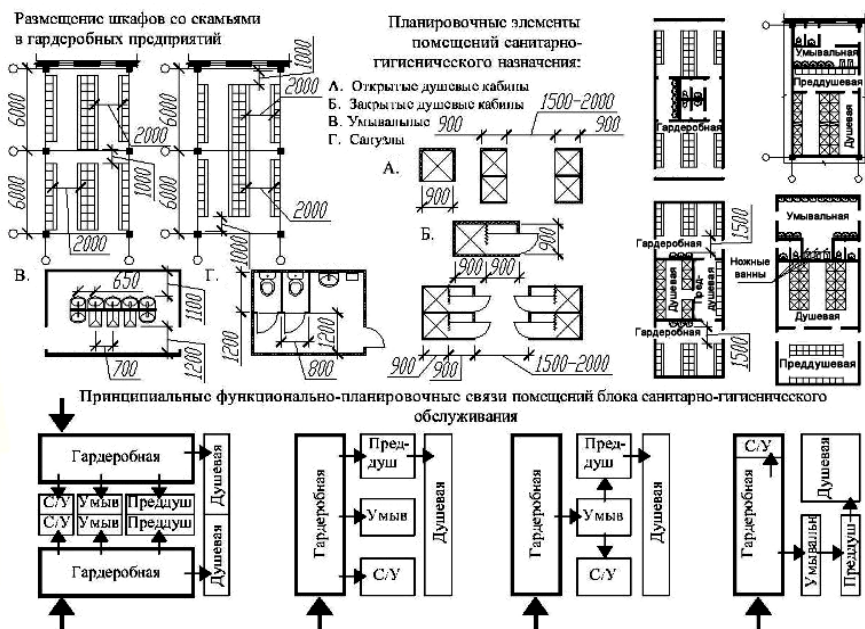 Размещение шкафов со скамьями
в гардеробных предприятий
Планировочные элементы
помещений санитарно-
гигиенического назначения:
А. Открытые душевые кабины
Б. Закрытые душевые кабины
В. Умывальные
Г. Санузлы
6000
6000
2000
1000
2000
6000
6000
1000
2000
2000
1000
900
1500-2000
900
А.
900
Б.
900
900
900
900
900
1500-2000
В.
650
1100
700
1200
Г.
1200
1200
800
Гардеробная
Умывальная
Преддушевая
Душевая
Гардеробная
1500
Душевая
Пред-
душевая
Гардеробная
1500
Умывальная
Ножные
ванны
Душевая
Преддушевая
Принципиальные функционально-планировочные связи помещений блока санитарно-гигиенического
обслуживания
Гардеробная
Душевая
С/У
Умыв
Преддуш
С/У
Умыв
Преддуш
Гардеробная
Душевая
Гардеробная
Пред-
душ
Умыв
С/У
Душевая
Гардеробная
Пред-
душ
Умыв
С/У
Душевая
С/У
Гардеробная
Душевая
Умывальн
Преддуш